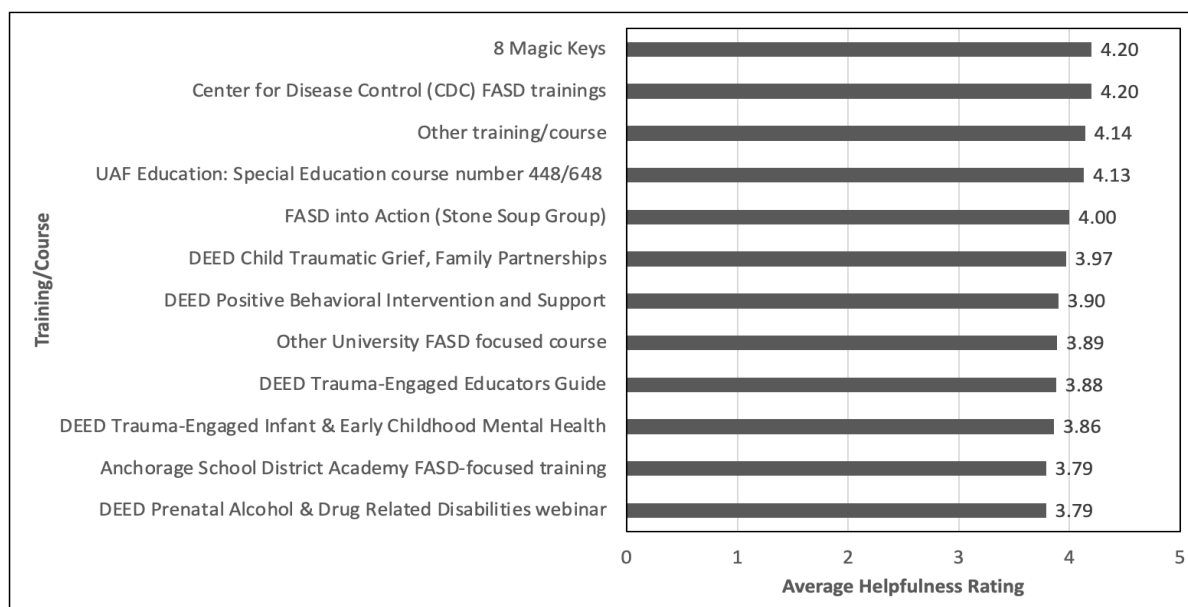 8 Magic Keys 4.20
Center for Disease Control (CDC) FASD trainings 4.20
Other training/course 4.14
UAF Education: Special Education course number 448/648 4.13
FASD into Action (Stone Soup Group) 4.00
DEED Child Traumatic Grief, Family Partnerships 3.97
DEED Positive Behavioral Intervention and Support 3.90
Other University FASD focused course 3.89
DEED Trauma-Engaged Educators Guide 3.88
DEED Trauma-Engaged Infant & Early Childhood Mental Health 3.86
Anchorage School District Academy FASD-focused training 3.79
DEED Prenatal Alcohol & Drug Related Disabilities webinar 3.79
Training/Course
0 1 2 3 4 5
Average Helpfulness Rating